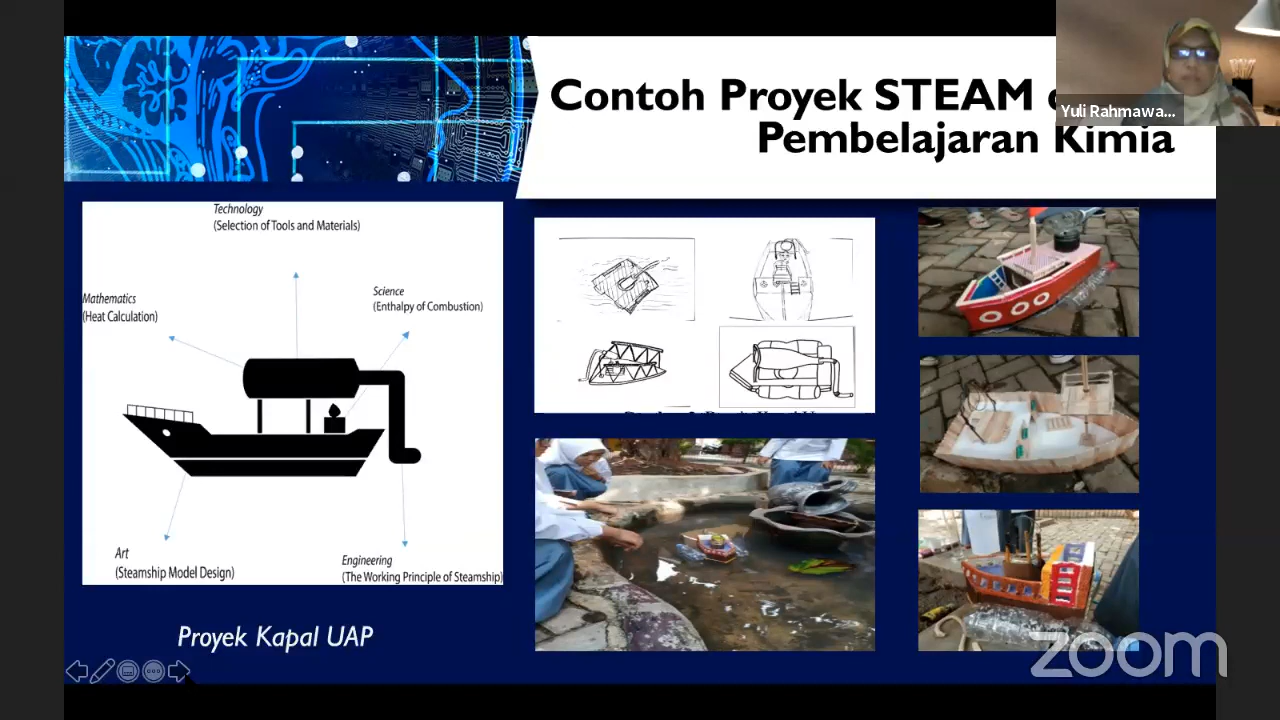 Contoh Proyek STEAM
Pembelajaran Kimia
Yuli Rahmawa...
Technology
(Selection of Tools and Materials)
Mathematics
(Heat Calculation)
Science
(Enthalpy of Combustion)
Art
(Steamship Model Design)
Engineering
(The Working Principle of Steamship)
Proyek Kapal UAP
zoom